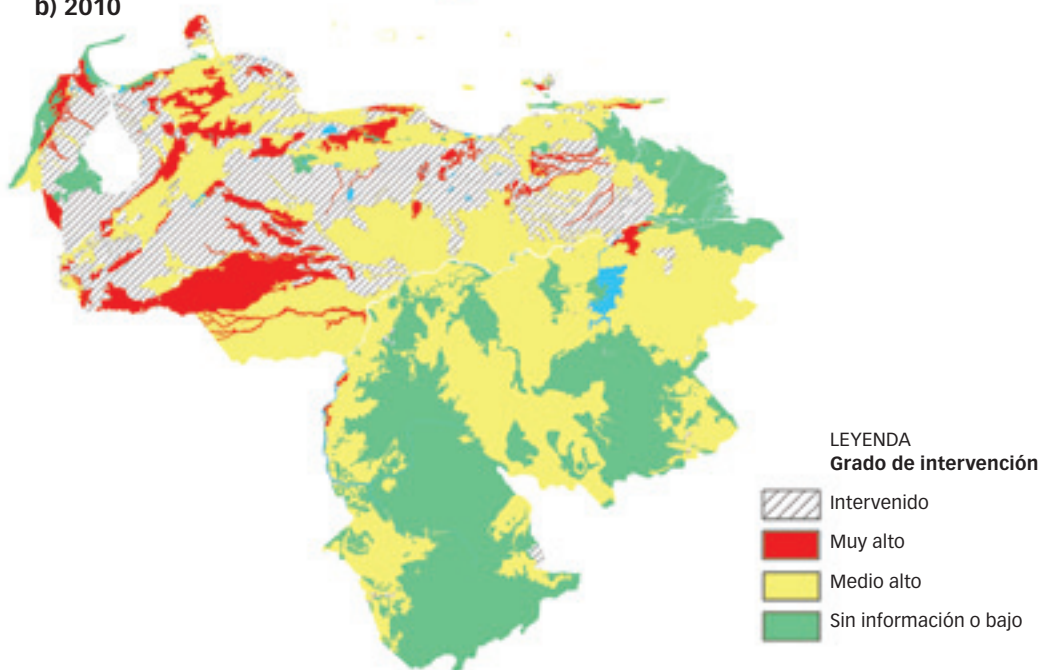 b) 2010
LEYENDA
Grado de intervención
Intervenido
Muy alto
Medio alto
Sin información o bajo